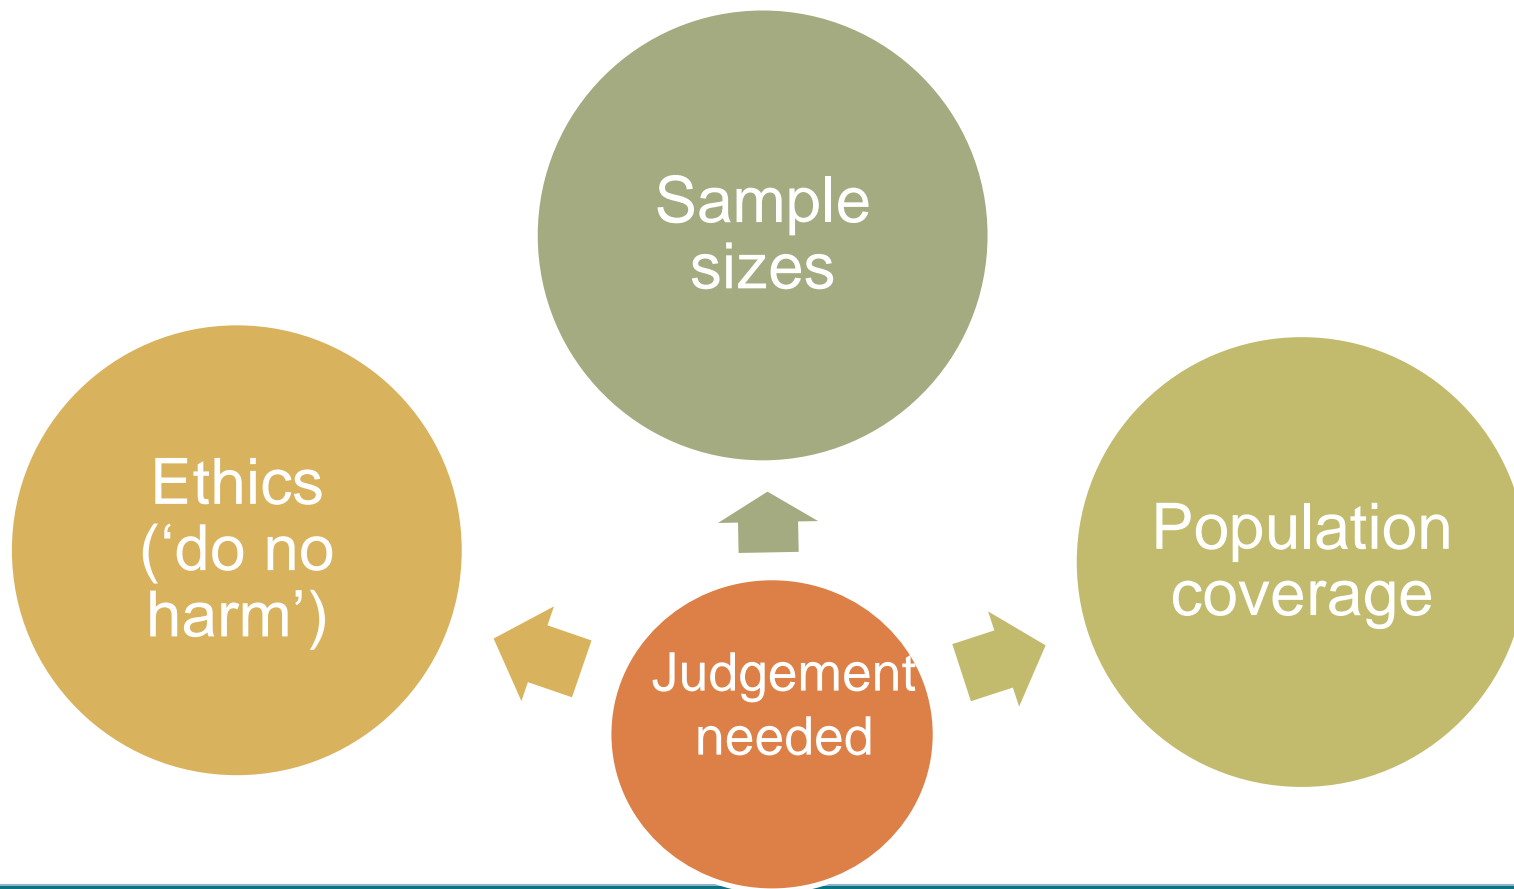 Sample
sizes
Ethics
(‘do no
harm’)
Population
coverage
Judgement
needed